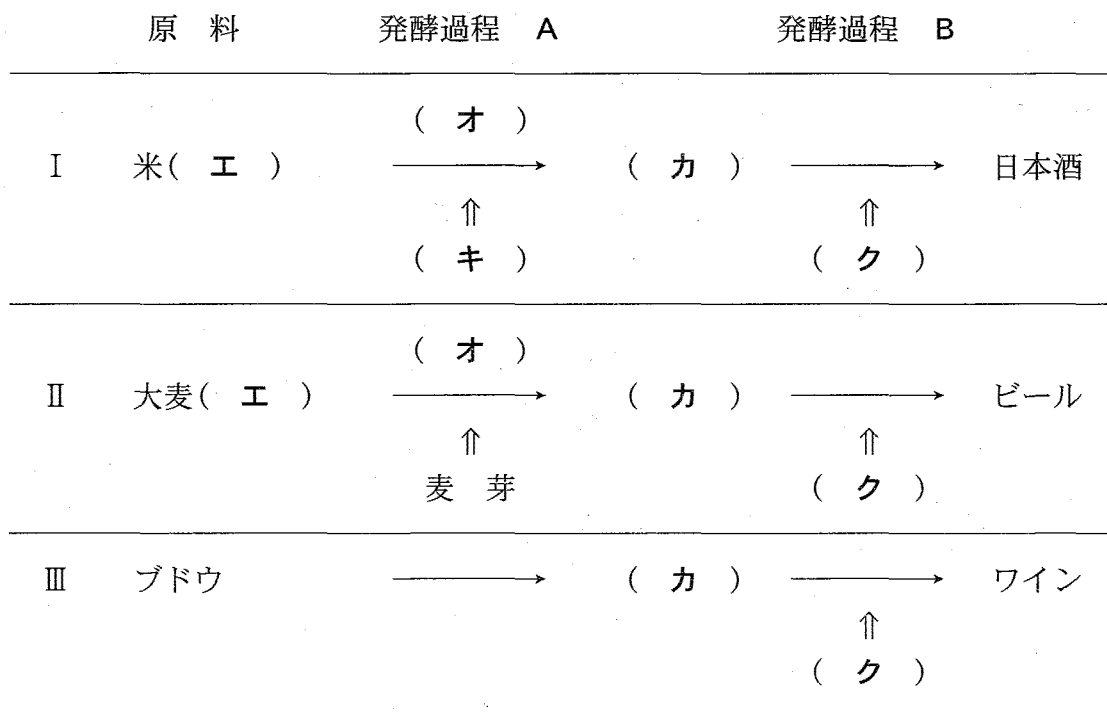 原 料 発酵過程 A 発酵過程 B
( オ )
Ⅰ 米( エ ) ( カ ) 日本酒
⇑ ⇑
( キ ) ( ク )
( オ )
Ⅱ 大麦( エ ) ( カ ) ビール
⇑ ⇑
麦 芽 ( ク )
Ⅲ ブドウ ( カ ) ワイン
⇑
( ク )